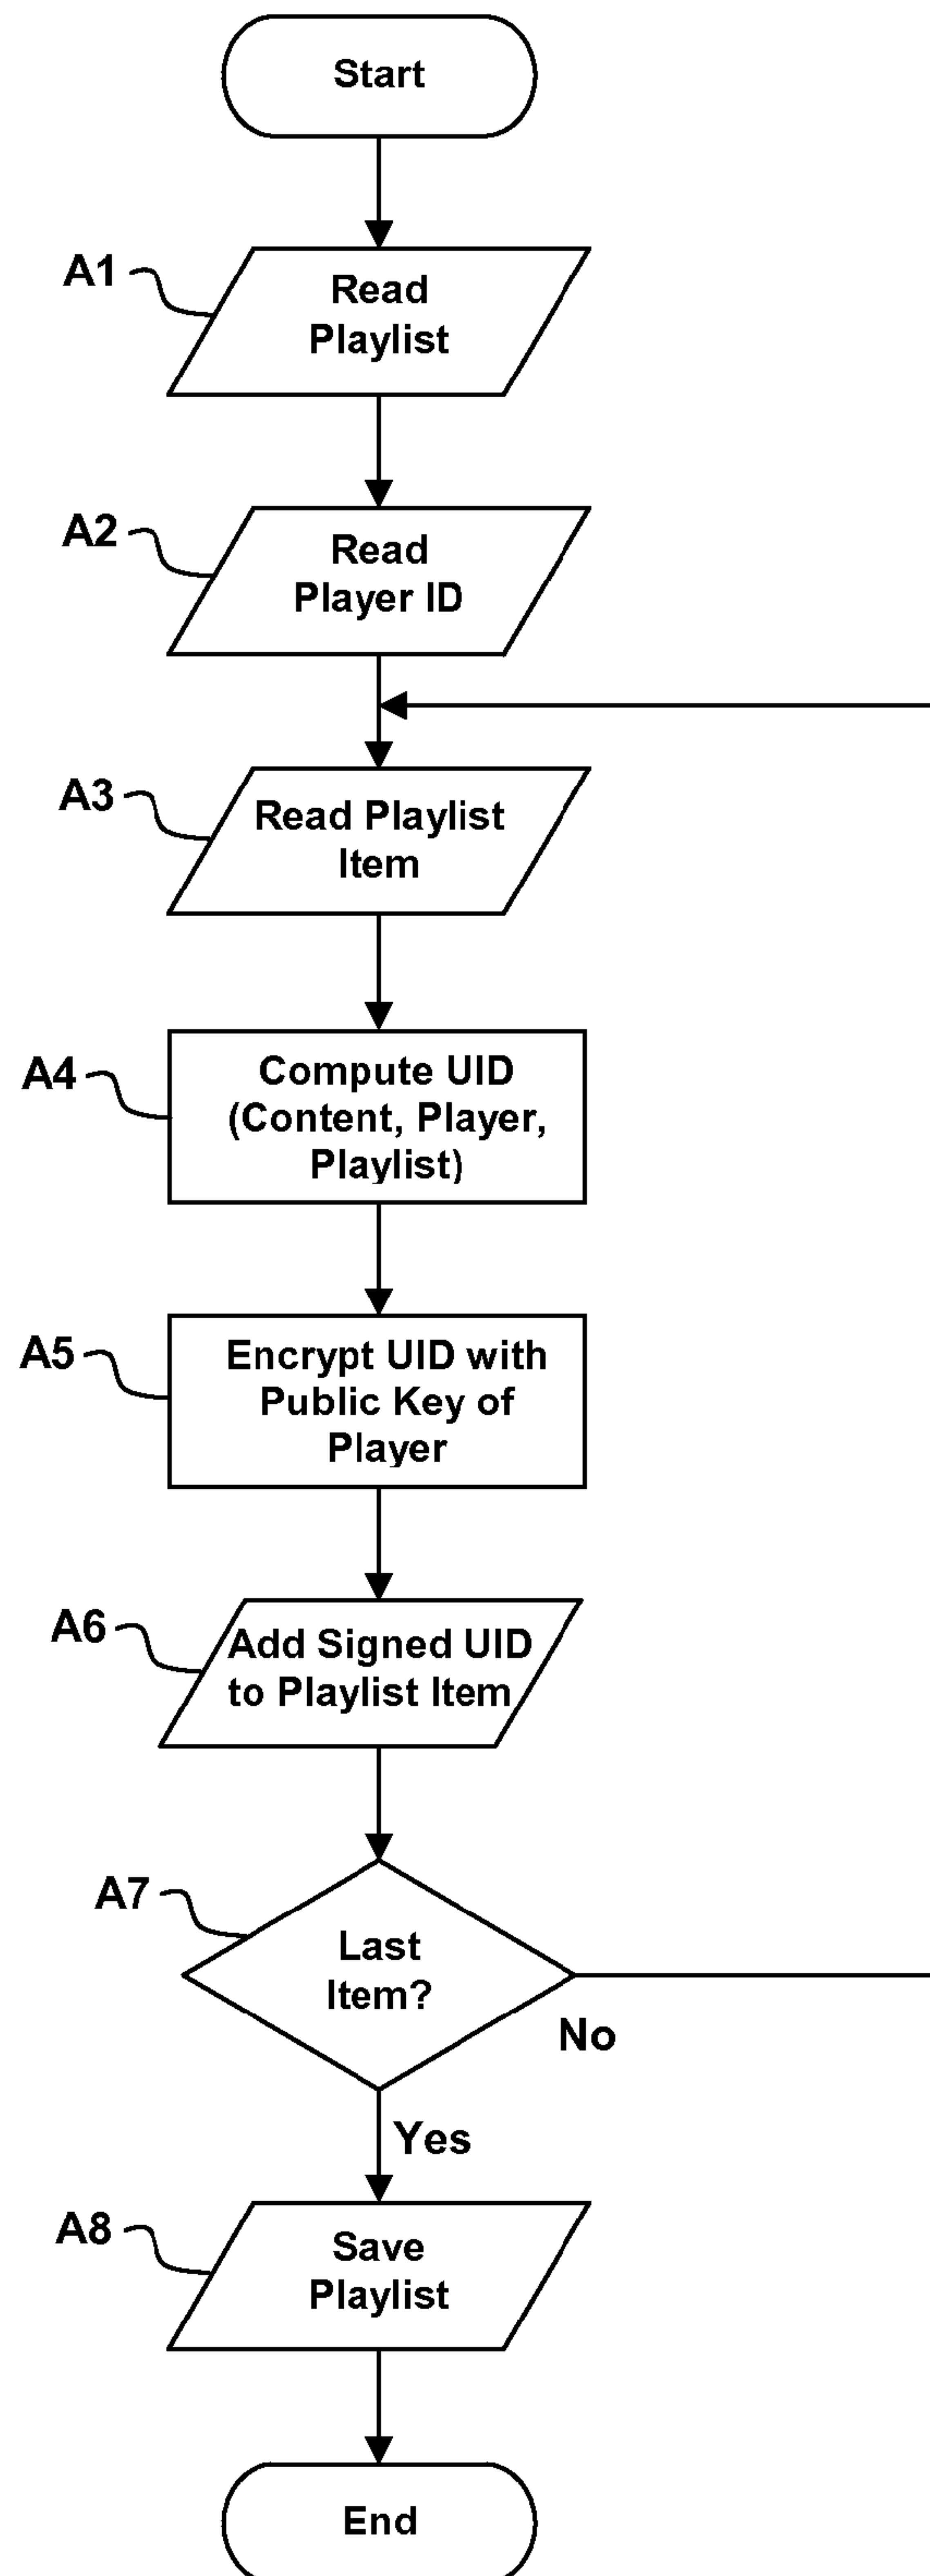 Start
A1
Read
Playlist
A2
Read
Player ID
A3
Read Playlist
Item
A4
Compute UID
(Content, Player,
Playlist)
A5
Encrypt UID with
Public Key of
Player
A6
Add Signed UID
to Playlist Item
A7
Last
Item?
No
Yes
A8
Save
Playlist
End